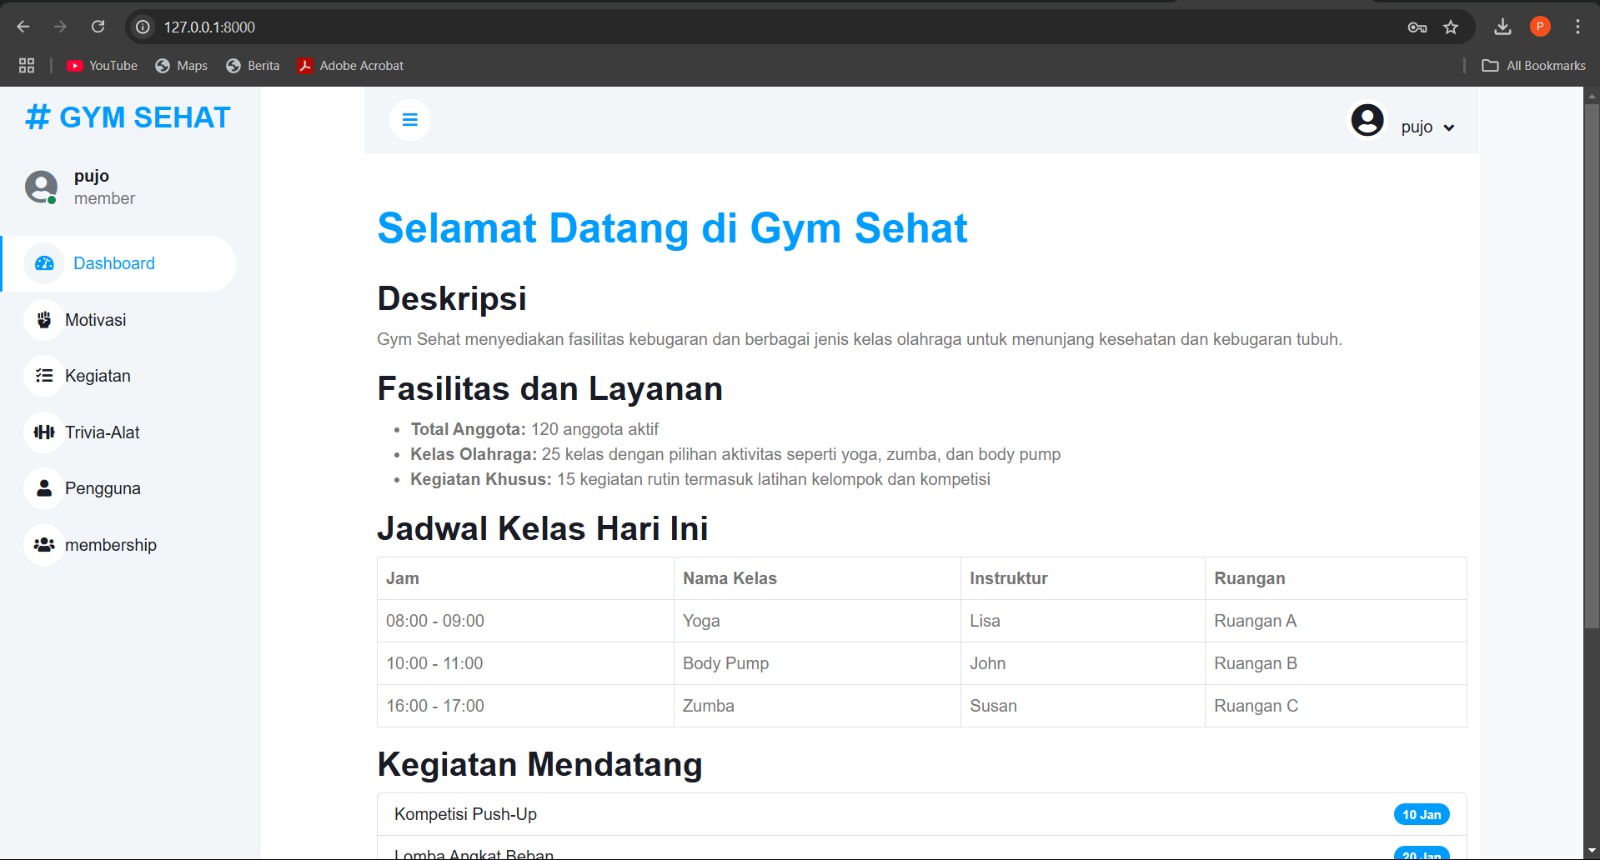 127.0.0.1:8000
YouTube Maps Berita Adobe Acrobat All Bookmarks
P
# GYM SEHAT
pujo
member
Dashboard
Motivasi
Kegiatan
Trivia-Alat
Pengguna
membership
pujo
Selamat Datang di Gym Sehat
Deskripsi
Gym Sehat menyediakan fasilitas kebugaran dan berbagai jenis kelas olahraga untuk menunjang kesehatan dan kebugaran tubuh.
Fasilitas dan Layanan
• Total Anggota: 120 anggota aktif
• Kelas Olahraga: 25 kelas dengan pilihan aktivitas seperti yoga, zumba, dan body pump
• Kegiatan Khusus: 15 kegiatan rutin termasuk latihan kelompok dan kompetisi
Jadwal Kelas Hari Ini
Jam Nama Kelas Instruktur Ruangan
08:00 - 09:00 Yoga Lisa Ruangan A
10:00 - 11:00 Body Pump John Ruangan B
16:00 - 17:00 Zumba Susan Ruangan C
Kegiatan Mendatang
Kompetisi Push-Up 10 Jan
Lomba Angkat Beban 20 Jan